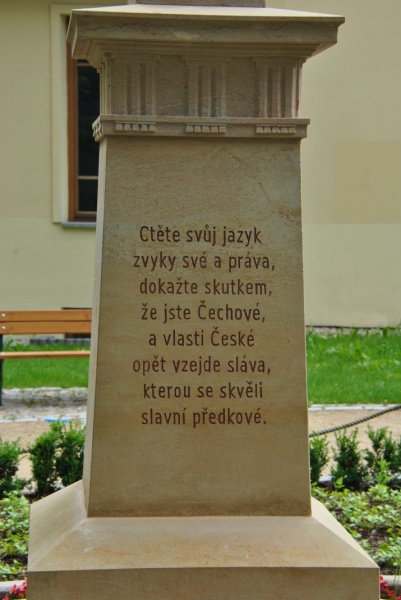 Ctěte svůj jazyk
zvyky své a práva,
dokažte skutkem,
že jste Čechové,
a vlasti České
opět vzejde sláva,
kterou se skvěli
slavní předkové.